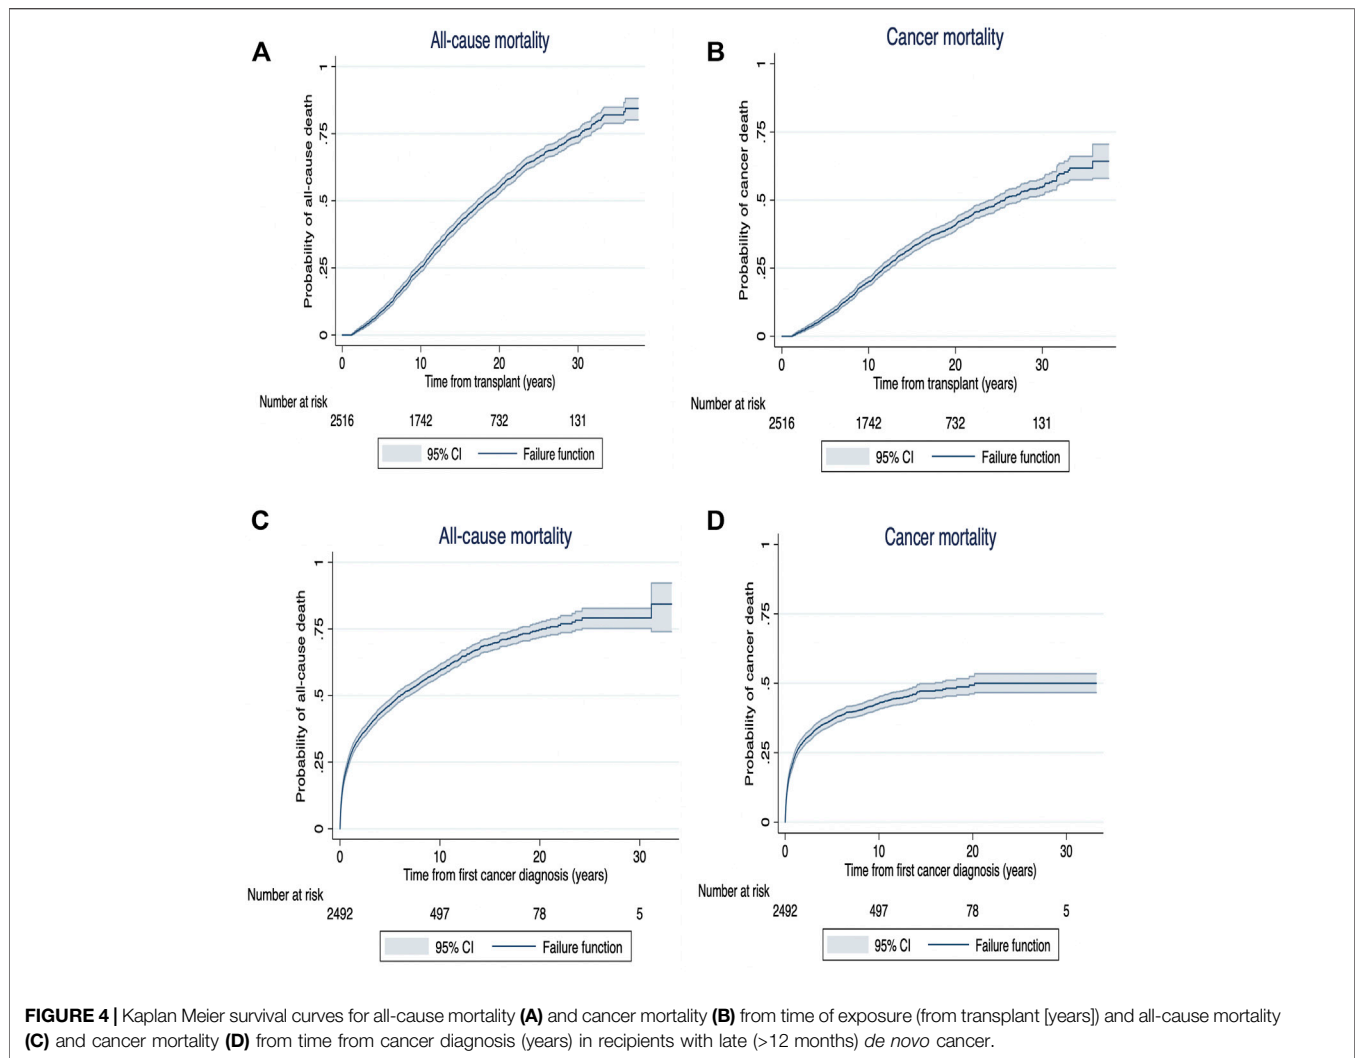 A
All-cause mortality
Probability of all-cause death
1
.75
.5
.25
0
0 10 20 30
Time from transplant (years)
Number at risk
2516 1742 732 131
95% CI Failure function
B
Cancer mortality
Probability of cancer death
1
.75
.5
.25
0
0 10 20 30
Time from transplant (years)
Number at risk
2516 1742 732 131
95% CI Failure function
C
All-cause mortality
Probability of all-cause death
1
.75
.5
.25
0
0 10 20 30
Time from first cancer diagnosis (years)
Number at risk
2492 497 78 5
95% CI Failure function
D
Cancer mortality
Probability of cancer death
1
.75
.5
.25
0
0 10 20 30
Time from first cancer diagnosis (years)
Number at risk
2492 497 78 5
95% CI Failure function
FIGURE 4 | Kaplan Meier survival curves for all-cause mortality (A) and cancer mortality (B) from time of exposure (from transplant [years]) and all-cause mortality
(C) and cancer mortality (D) from time from cancer diagnosis (years) in recipients with late (>12 months) de novo cancer.